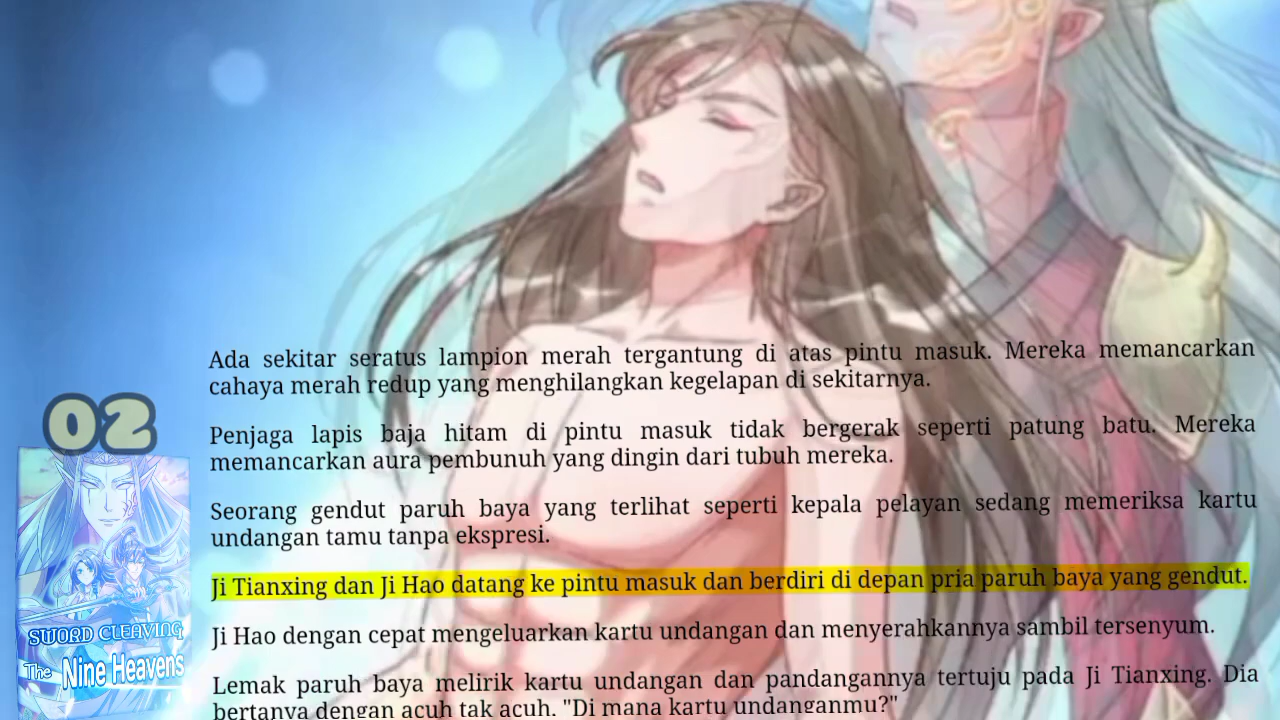 Ada sekitar seratus lampion merah tergantung di atas pintu masuk. Mereka memancarkan
cahaya merah redup yang menghilangkan kegelapan di sekitarnya.
Penjaga lapis baja hitam di pintu masuk tidak bergerak seperti patung batu. Mereka
memancarkan aura pembunuh yang dingin dari tubuh mereka.
Seorang gendut paruh baya yang terlihat seperti kepala pelayan sedang memeriksa kartu
undangan tamu tanpa ekspresi.
Ji Tianxing dan Ji Hao datang ke pintu masuk dan berdiri di depan pria paruh baya yang gendut.
Ji Hao dengan cepat mengeluarkan kartu undangan dan menyerahkannya sambil tersenyum.
Lemak paruh baya melirik kartu undangan dan pandangannya tertuju pada Ji Tianxing. Dia
bertanya dengan acuh tak acuh. "Di mana kartu undanganmu?"
02
SWORD CLEAVING
The Nine Heavens